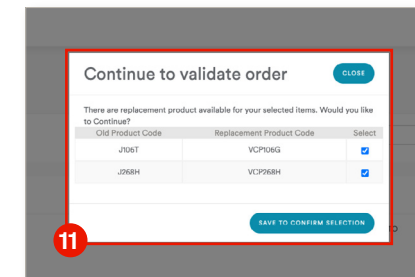 Continue to validate order
CLOSE
There are replacement product available for your selected items. Would you like
to Continue?
Old Product Code Replacement Product Code Select
J106T VCP106G
J268H VCP268H
SAVE TO CONFIRM SELECTION
11